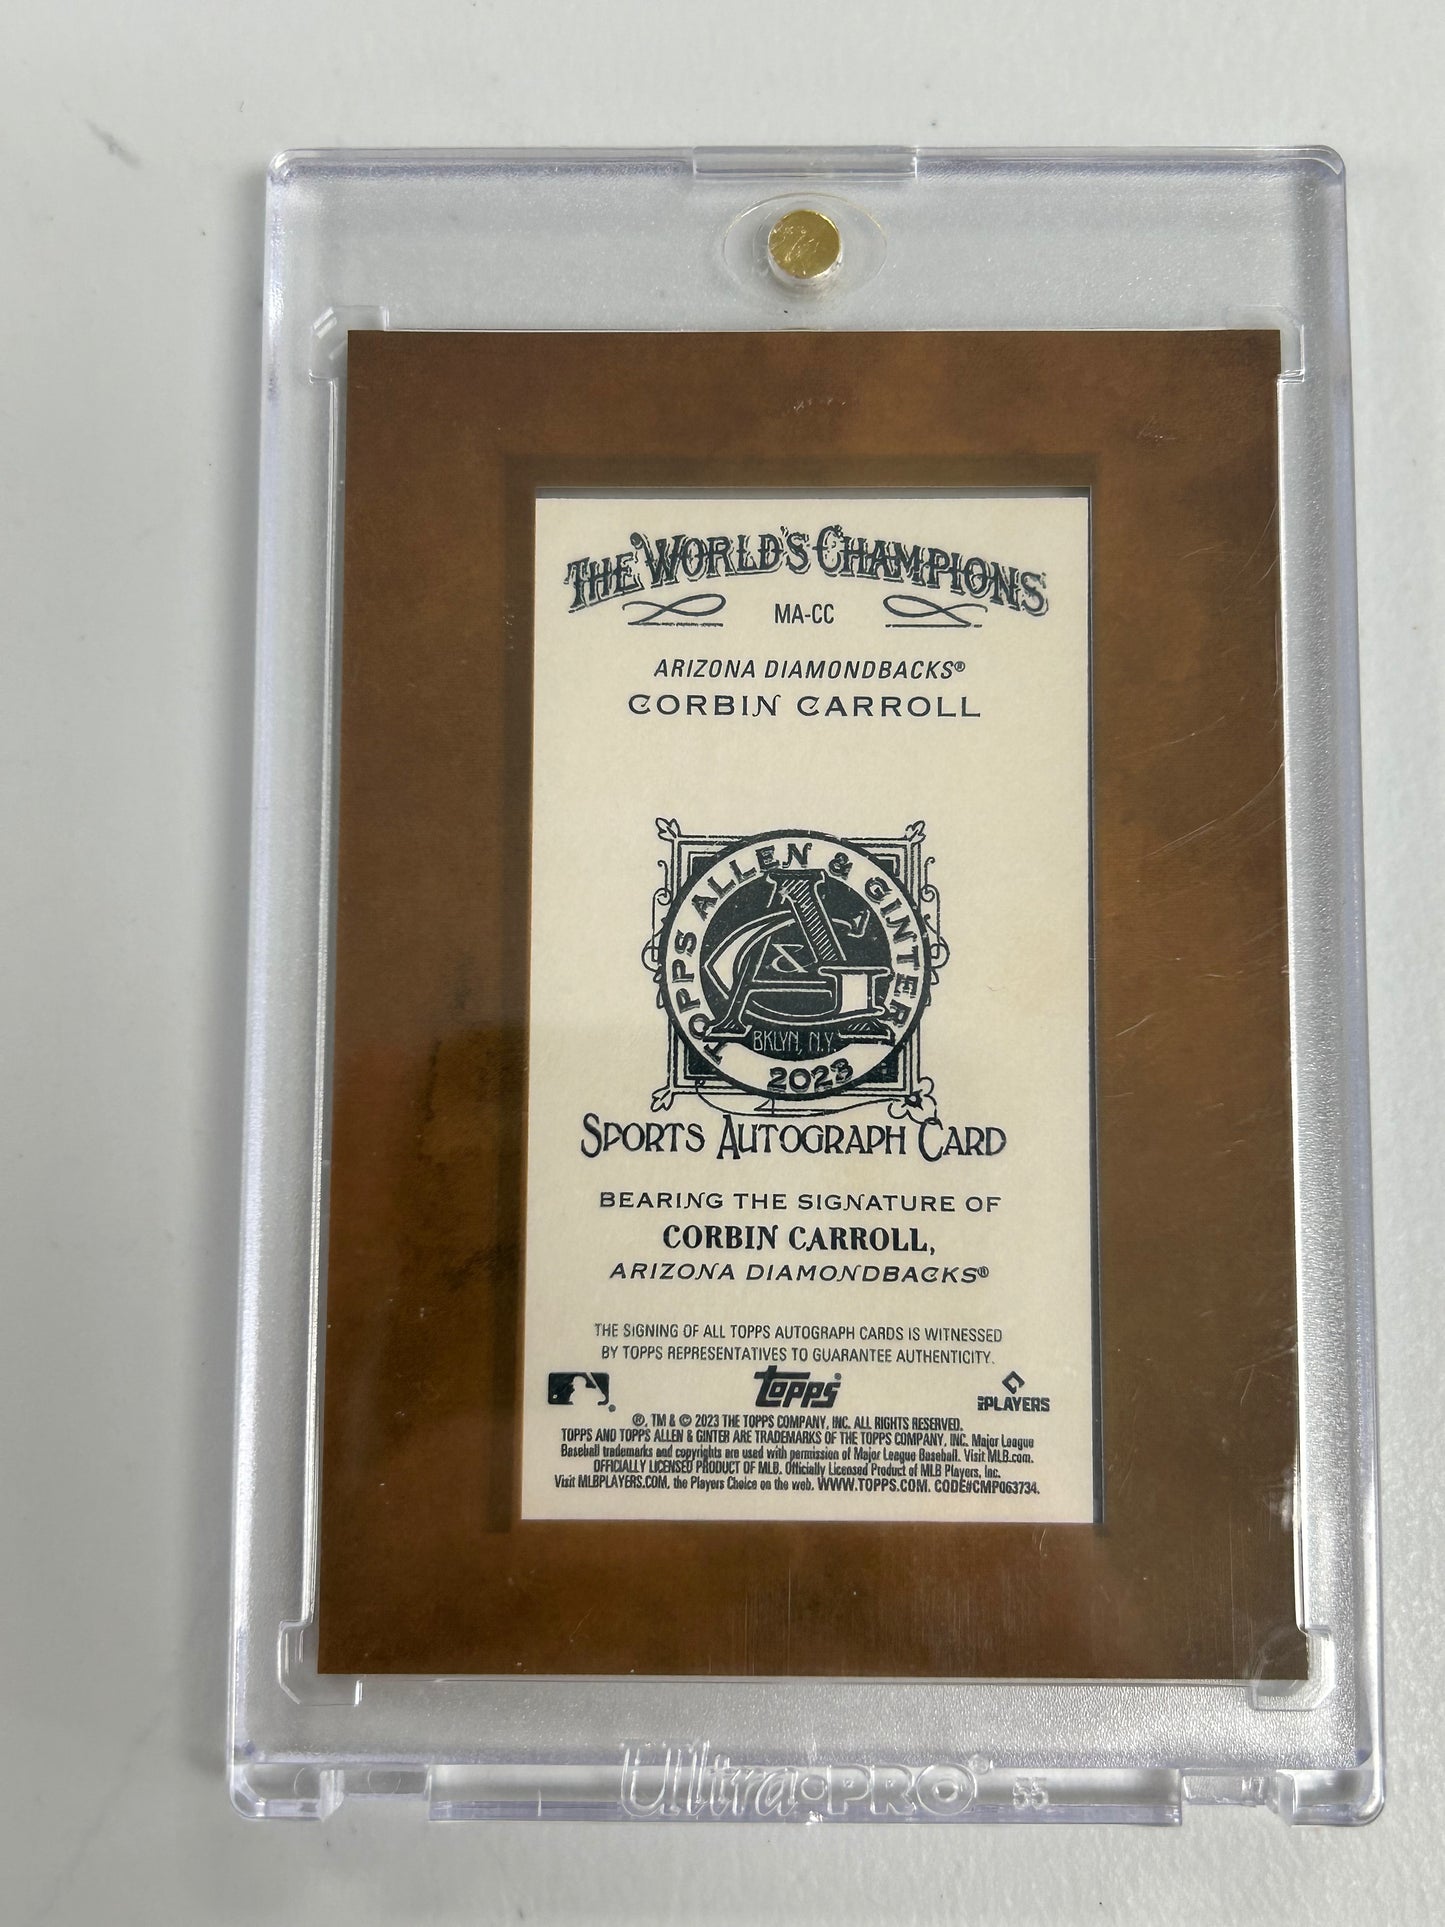 THE WORLD'S CHAMPIONS
MA-CC
ARIZONA DIAMONDBACKS®
CORBIN CARROLL
TOPPS ALLEN & GINTER
A&G
BKLYN, N.Y.
2023
SPORTS AUTOGRAPH CARD
BEARING THE SIGNATURE OF
CORBIN CARROLL,
ARIZONA DIAMONDBACKS®
THE SIGNING OF ALL TOPPS AUTOGRAPH CARDS IS WITNESSED
BY TOPPS REPRESENTATIVES TO GUARANTEE AUTHENTICITY.
topps
PLAYERS
®, TM & © 2023 THE TOPPS COMPANY, INC. ALL RIGHTS RESERVED.
TOPPS AND TOPPS ALLEN & GINTER ARE TRADEMARKS OF THE TOPPS COMPANY, INC. Major League
Baseball trademarks and copyrights are used with permission of Major League Baseball. Visit MLB.com.
OFFICIALLY LICENSED PRODUCT OF MLB. Officially Licensed Product of MLB Players, Inc.
Visit MLBPLAYERS.COM, the Players Choice on the web. WWW.TOPPS.COM. CODE#CMP063734.
Ultra·PRO® 55